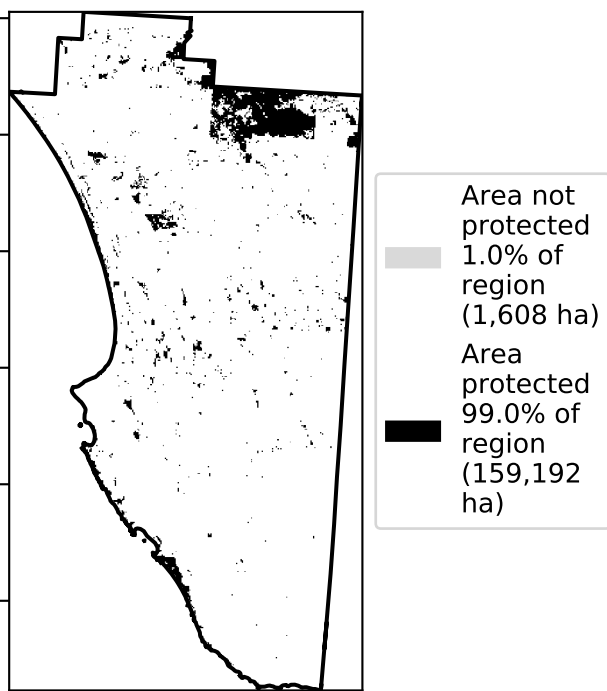 Area not
protected
1.0% of
region
(1,608 ha)
Area
protected
99.0% of
region
(159,192
ha)